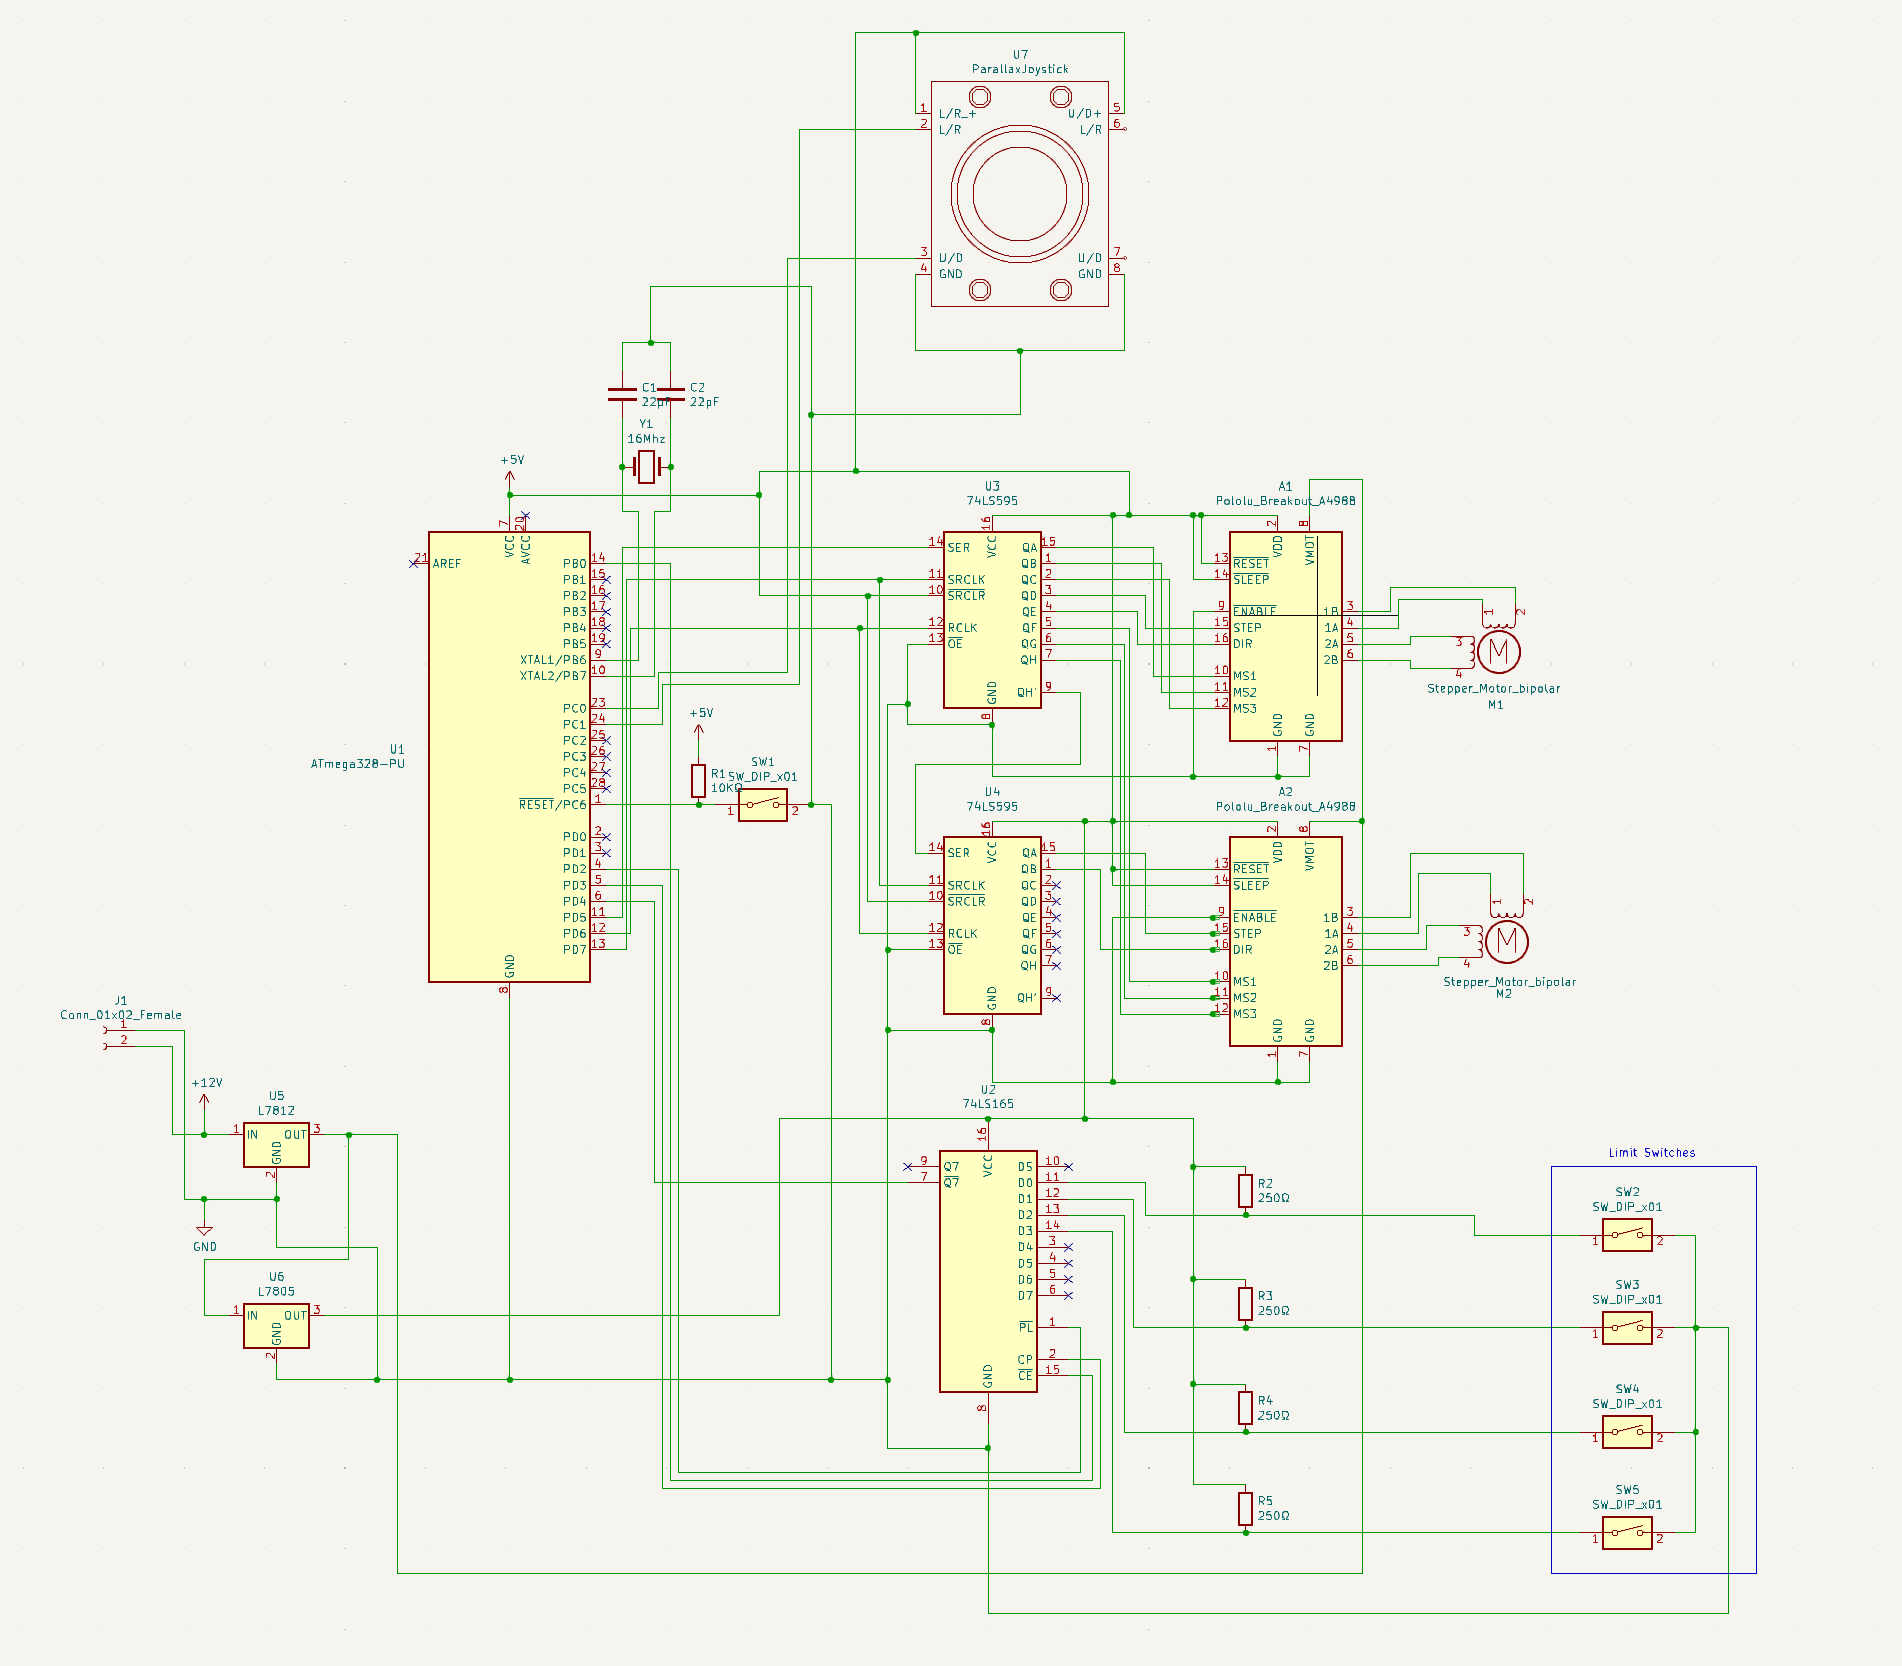 U7
ParallaxJoystick
1 L/R_+ U/D+ 5
2 L/R L/R 6
3 U/D U/D 7
4 GND GND 8
C1
22pF
C2
22pF
Y1
16Mhz
+5V
U1
ATmega328-PU
7 VCC
20 AVCC
21 AREF
PB0 14
PB1 15
PB2 16
PB3 17
PB4 18
PB5 19
XTAL1/PB6 9
XTAL2/PB7 10
PC0 23
PC1 24
PC2 25
PC3 26
PC4 27
PC5 28
RESET/PC6 1
PD0 2
PD1 3
PD2 4
PD3 5
PD4 6
PD5 11
PD6 12
PD7 13
GND 8
+5V
R1
10KΩ
SW1
SW_DIP_x01
1 2
U3
74LS595
16 VCC
14 SER QA 15
QB 1
11 SRCLK QC 2
10 SRCLR QD 3
QE 4
12 RCLK QF 5
13 OE QG 6
QH 7
QH' 9
GND 8
A1
Pololu_Breakout_A4988
2 VDD
8 VMOT
13 RESET
14 SLEEP
9 ENABLE 1B 3
15 STEP 1A 4
16 DIR 2A 5
2B 6
10 MS1
11 MS2
12 MS3
GND 1
GND 7
1 2
3
4
M
Stepper_Motor_bipolar
M1
U4
74LS595
16 VCC
14 SER QA 15
QB 1
11 SRCLK QC 2
10 SRCLR QD 3
QE 4
12 RCLK QF 5
13 OE QG 6
QH 7
QH' 9
GND 8
A2
Pololu_Breakout_A4988
2 VDD
8 VMOT
13 RESET
14 SLEEP
9 ENABLE 1B 3
15 STEP 1A 4
16 DIR 2A 5
2B 6
10 MS1
11 MS2
12 MS3
GND 1
GND 7
1 2
3
4
M
Stepper_Motor_bipolar
M2
J1
Conn_01x02_Female
1
2
+12V
U5
L7812
1 IN OUT 3
GND 2
GND
U6
L7805
1 IN OUT 3
GND 2
U2
74LS165
16 VCC
9 Q7 DS 10
7 Q7 D0 11
D1 12
D2 13
D3 14
D4 3
D5 4
D6 5
D7 6
PL 1
CP 2
CE 15
GND 8
R2
250Ω
R3
250Ω
R4
250Ω
R5
250Ω
Limit Switches
SW2
SW_DIP_x01
1 2
SW3
SW_DIP_x01
1 2
SW4
SW_DIP_x01
1 2
SW5
SW_DIP_x01
1 2